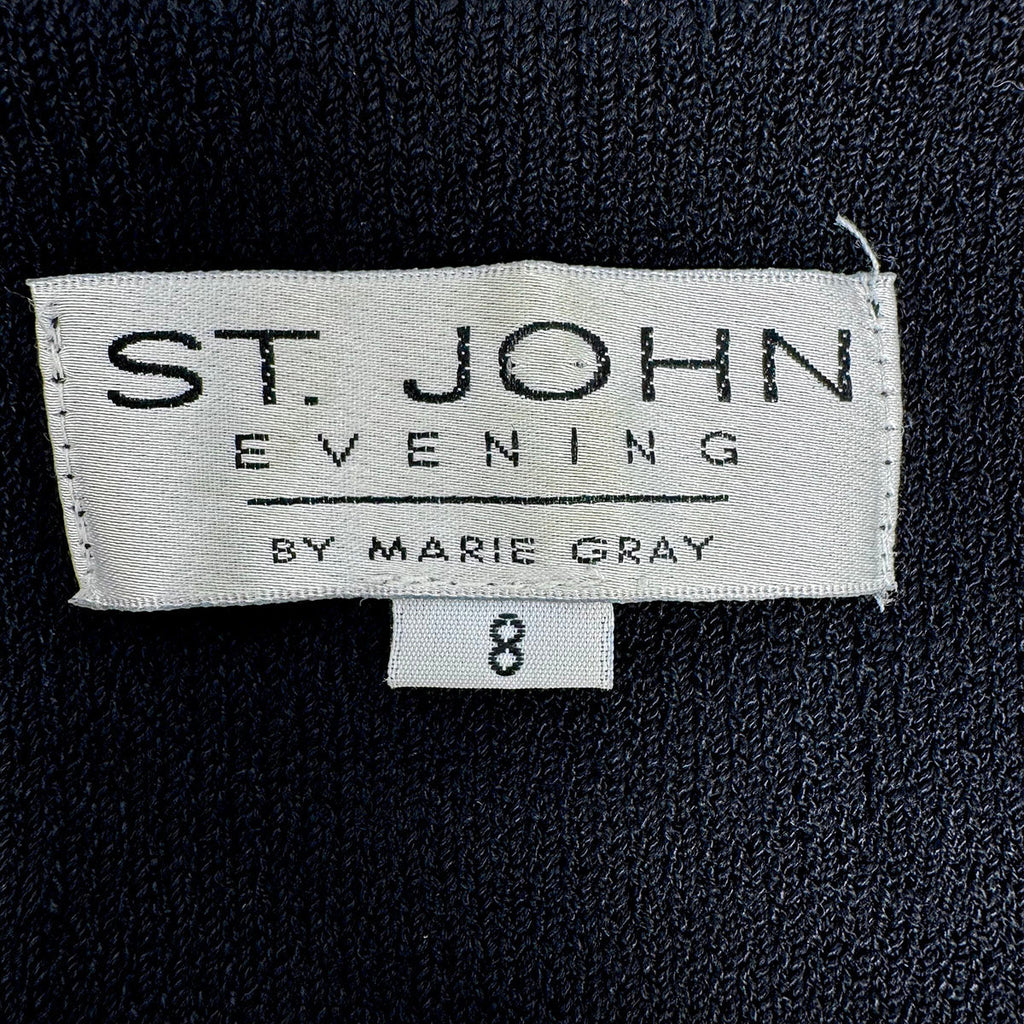 ST. JOHN
EVENING
BY MARIE GRAY
8